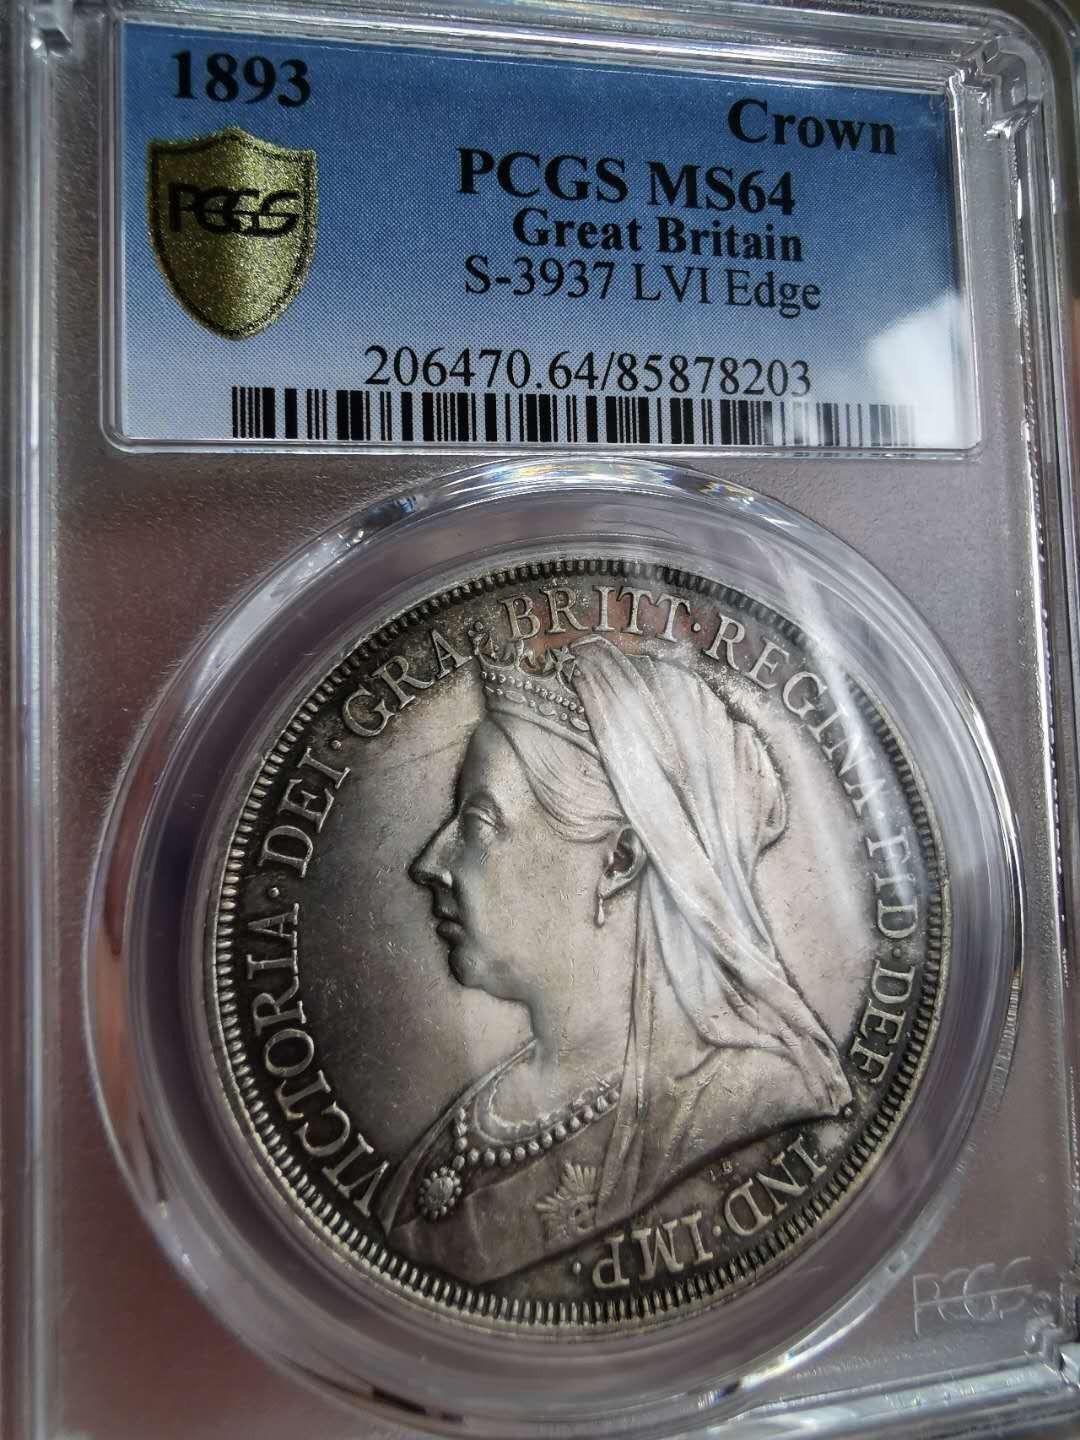 1893
Crown
PCGS
PCGS MS64
Great Britain
S-3937 LVI Edge
206470.64/85878203
VICTORIA·DEI·GRA:BRITT·REGINA·FID·DEF·IND·IMP·
T.B
PCGS